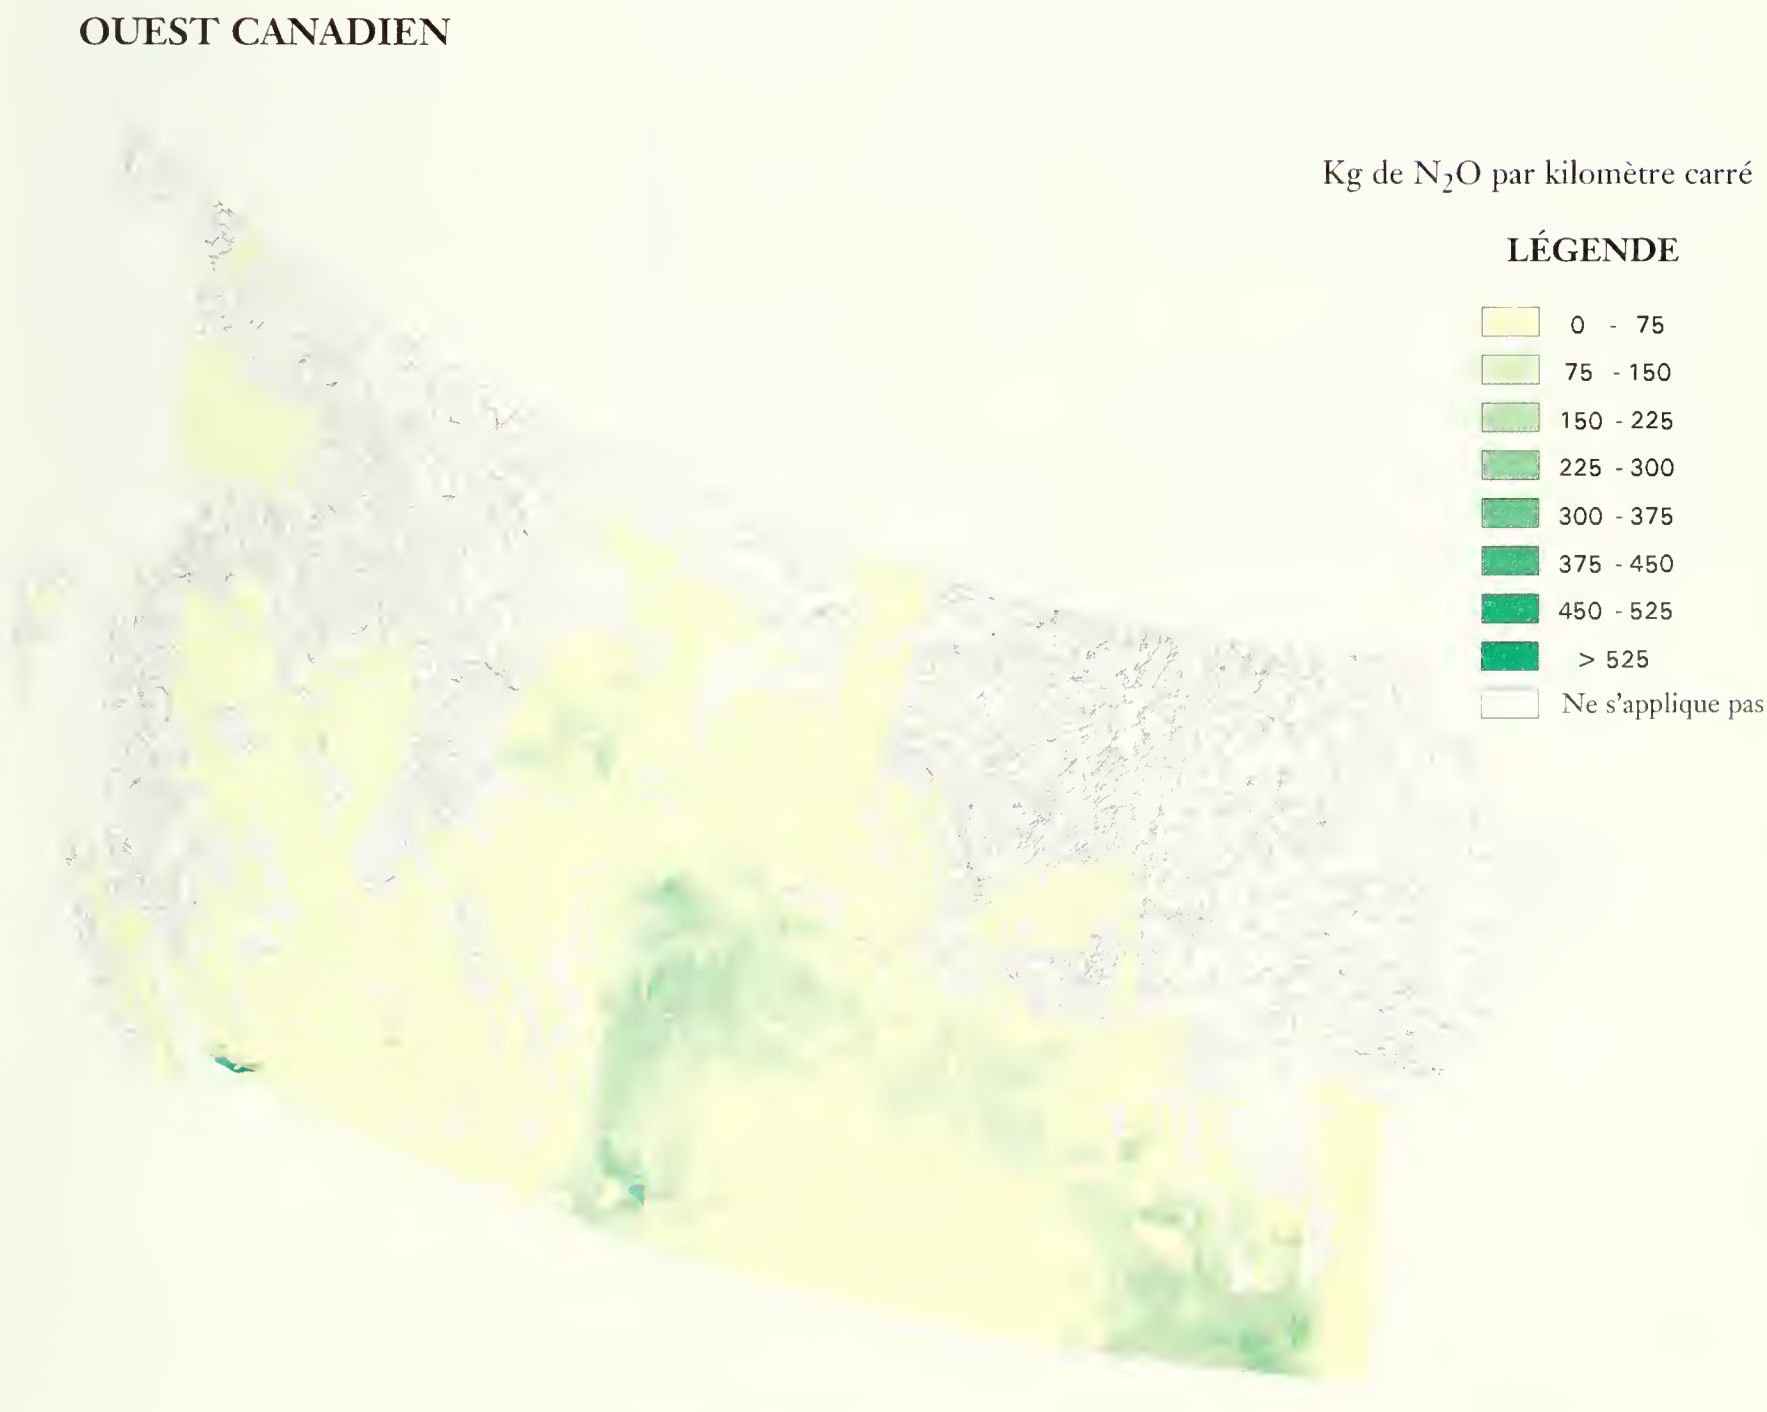 OUEST CANADIEN
Kg de N₂O par kilomètre carré
LÉGENDE
0 - 75
75 - 150
150 - 225
225 - 300
300 - 375
375 - 450
450 - 525
> 525
Ne s'applique pas